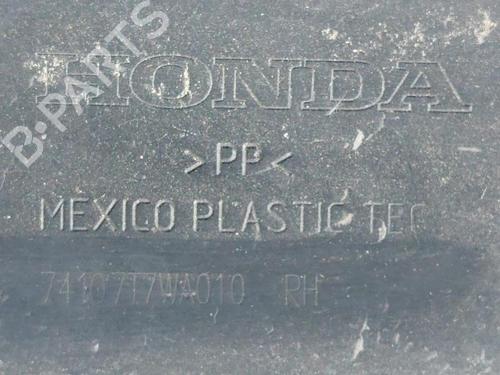 B-PARTS
HONDA
>PP<
MEXICO PLASTIC TEC
74107T7WA010 RH